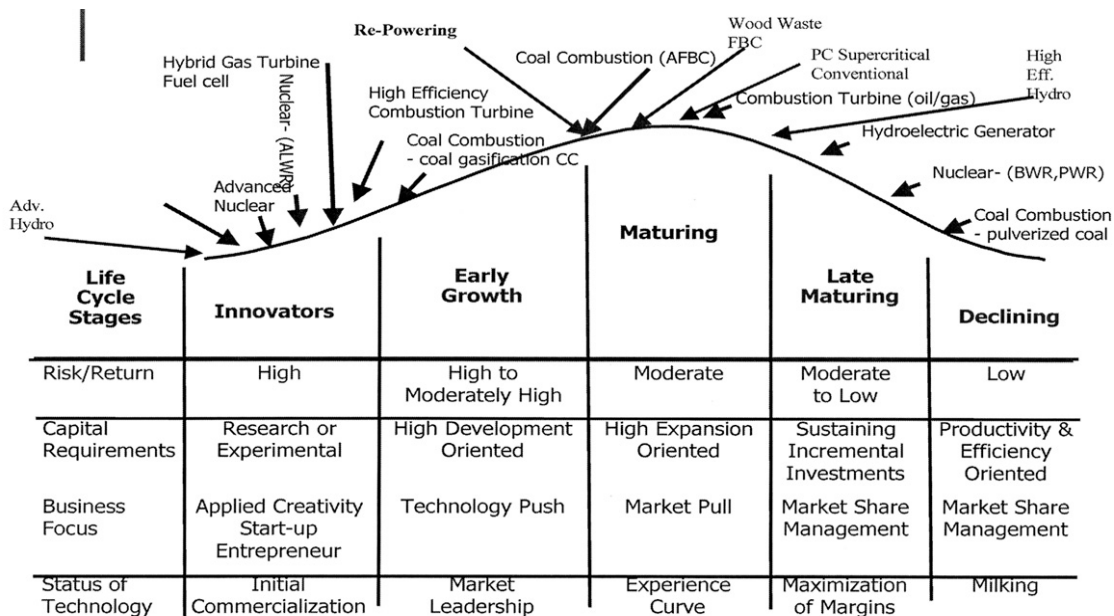 Re-Powering
Wood Waste
FBC
Hybrid Gas Turbine
Fuel cell
Nuclear- (ALWR)
Coal Combustion (AFBC)
PC Supercritical
Conventional
High
Eff.
Hydro
High Efficiency
Combustion Turbine
Combustion Turbine (oil/gas)
Coal Combustion
- coal gasification CC
Hydroelectric Generator
Advanced
Nuclear
Nuclear- (BWR,PWR)
Adv.
Hydro
Coal Combustion
- pulverized coal
Life
Cycle
Stages
Innovators
Early
Growth
Maturing
Late
Maturing
Declining
Risk/Return
High
High to
Moderately High
Moderate
Moderate
to Low
Low
Capital
Requirements
Research or
Experimental
High Development
Oriented
High Expansion
Oriented
Sustaining
Incremental
Investments
Productivity &
Efficiency
Oriented
Business
Focus
Applied Creativity
Start-up
Entrepreneur
Technology Push
Market Pull
Market Share
Management
Market Share
Management
Status of
Technology
Initial
Commercialization
Market
Leadership
Experience
Curve
Maximization
of Margins
Milking